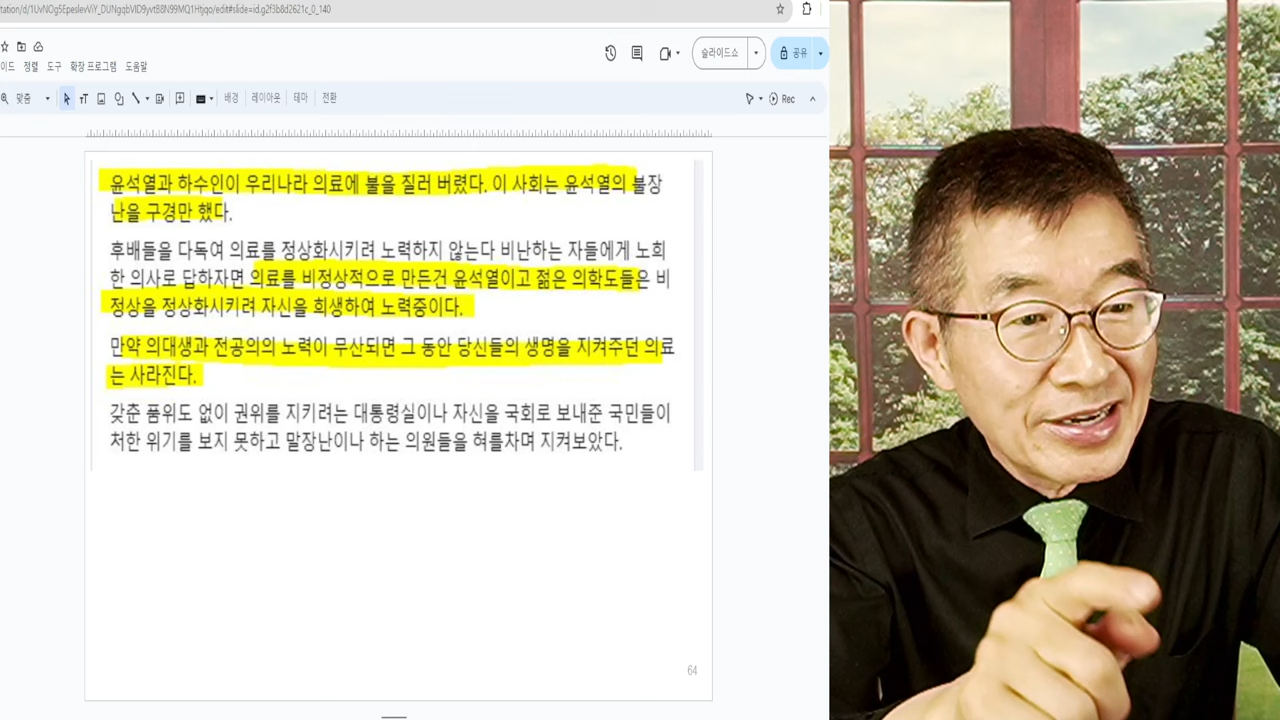 tation/d/1UvNOg5EpeslevViY_DUNgqbVID9yvtB8N99MQ1Htjqo/edit#slide=id.g2f3b8d2621c_0_140
이드 정렬 도구 확장 프로그램 도움말
슬라이드쇼
공유
맞춤
배경 레이아웃 테마 전환
Rec
윤석열과 하수인이 우리나라 의료에 불을 질러 버렸다. 이 사회는 윤석열의 불장
난을 구경만 했다.
후배들을 다독여 의료를 정상화시키려 노력하지 않는다 비난하는 자들에게 노희
한 의사로 답하자면 의료를 비정상적으로 만든건 윤석열이고 젊은 의학도들은 비
정상을 정상화시키려 자신을 희생하여 노력중이다.
만약 의대생과 전공의의 노력이 무산되면 그 동안 당신들의 생명을 지켜주던 의료
는 사라진다.
갖춘 품위도 없이 권위를 지키려는 대통령실이나 자신을 국회로 보내준 국민들이
처한 위기를 보지 못하고 말장난이나 하는 의원들을 혀를차며 지켜보았다.
64